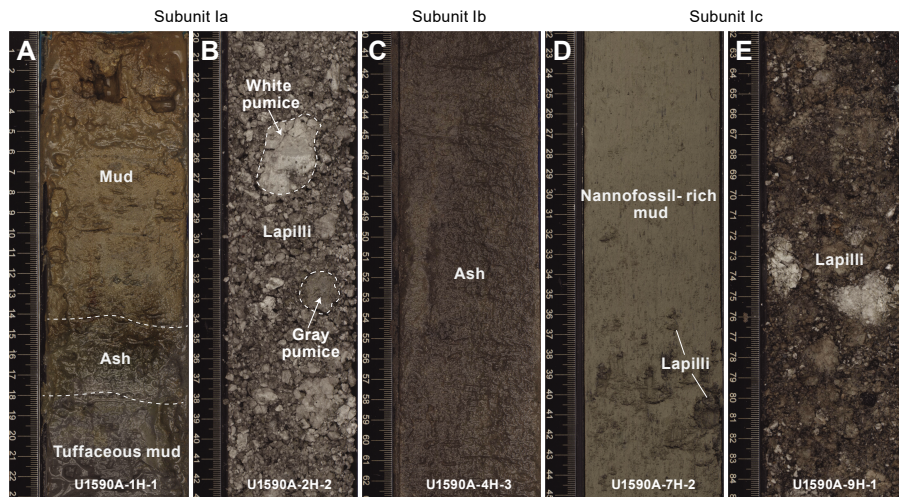 Subunit Ia
Subunit Ib
Subunit Ic
A
B
C
D
E
Mud
Ash
Tuffaceous mud
U1590A-1H-1
White
pumice
Lapilli
Gray
pumice
U1590A-2H-2
Ash
U1590A-4H-3
Nannofossil- rich
mud
Lapilli
U1590A-7H-2
Lapilli
U1590A-9H-1